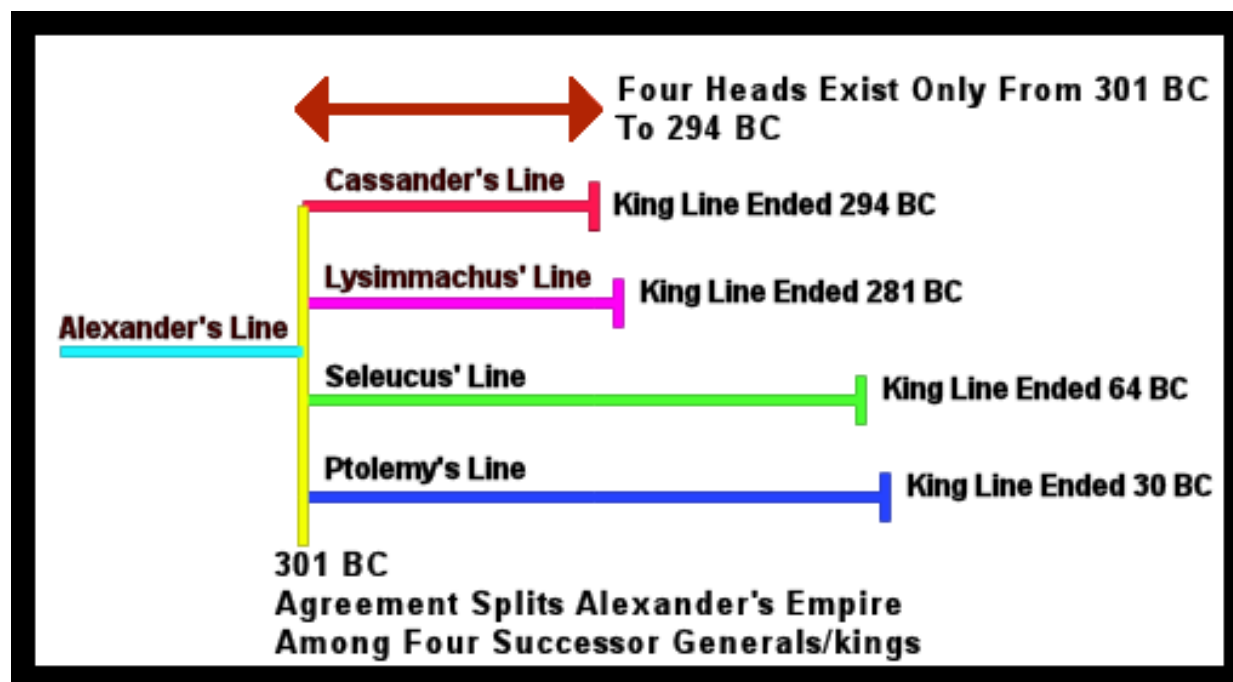 Four Heads Exist Only From 301 BC
To 294 BC
Cassander's Line
King Line Ended 294 BC
Lysimmachus' Line
King Line Ended 281 BC
Alexander's Line
Seleucus' Line
King Line Ended 64 BC
Ptolemy's Line
King Line Ended 30 BC
301 BC
Agreement Splits Alexander's Empire
Among Four Successor Generals/kings